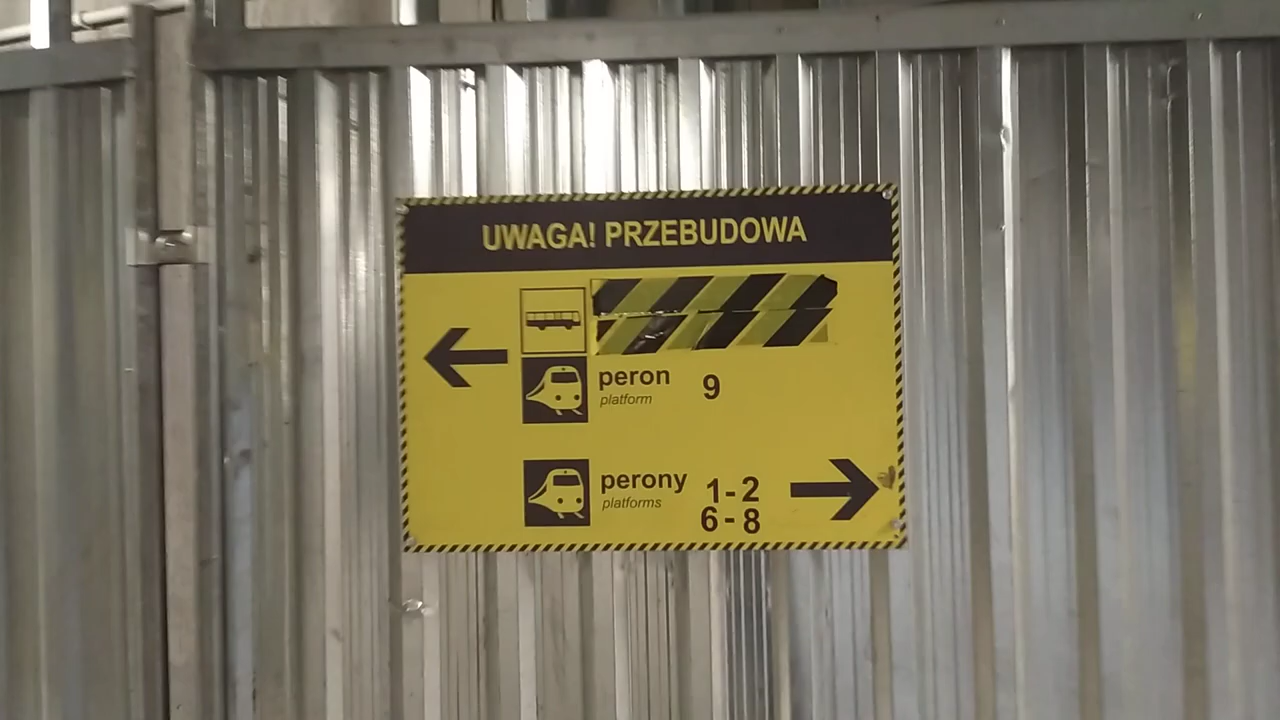 UWAGA! PRZEBUDOWA
peron 9
platform
perony 1-2
platforms 6-8